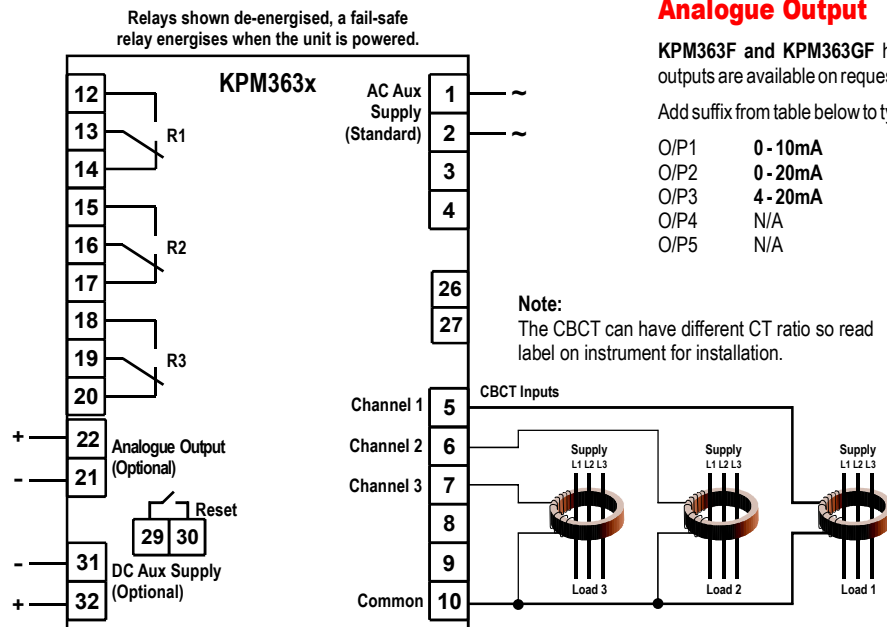 Relays shown de-energised, a fail-safe
relay energises when the unit is powered.
KPM363x
12
13
14
R1
15
16
17
R2
18
19
20
R3
+ 22
- 21
Analogue Output
(Optional)
Reset
29 30
- 31
+ 32
DC Aux Supply
(Optional)
AC Aux
Supply
(Standard)
1 ~
2 ~
3
4
26
27
CBCT Inputs
Channel 1 5
Channel 2 6
Channel 3 7
8
9
Common 10
Supply
L1 L2 L3
Load 3
Supply
L1 L2 L3
Load 2
Supply
L1 L2 L3
Load 1
Analogue Output
KPM363F and KPM363GF
outputs are available on
Add suffix from table below to
O/P1 0 - 10mA
O/P2 0 - 20mA
O/P3 4 - 20mA
O/P4 N/A
O/P5 N/A
Note:
The CBCT can have different CT ratio so read
label on instrument for installation.